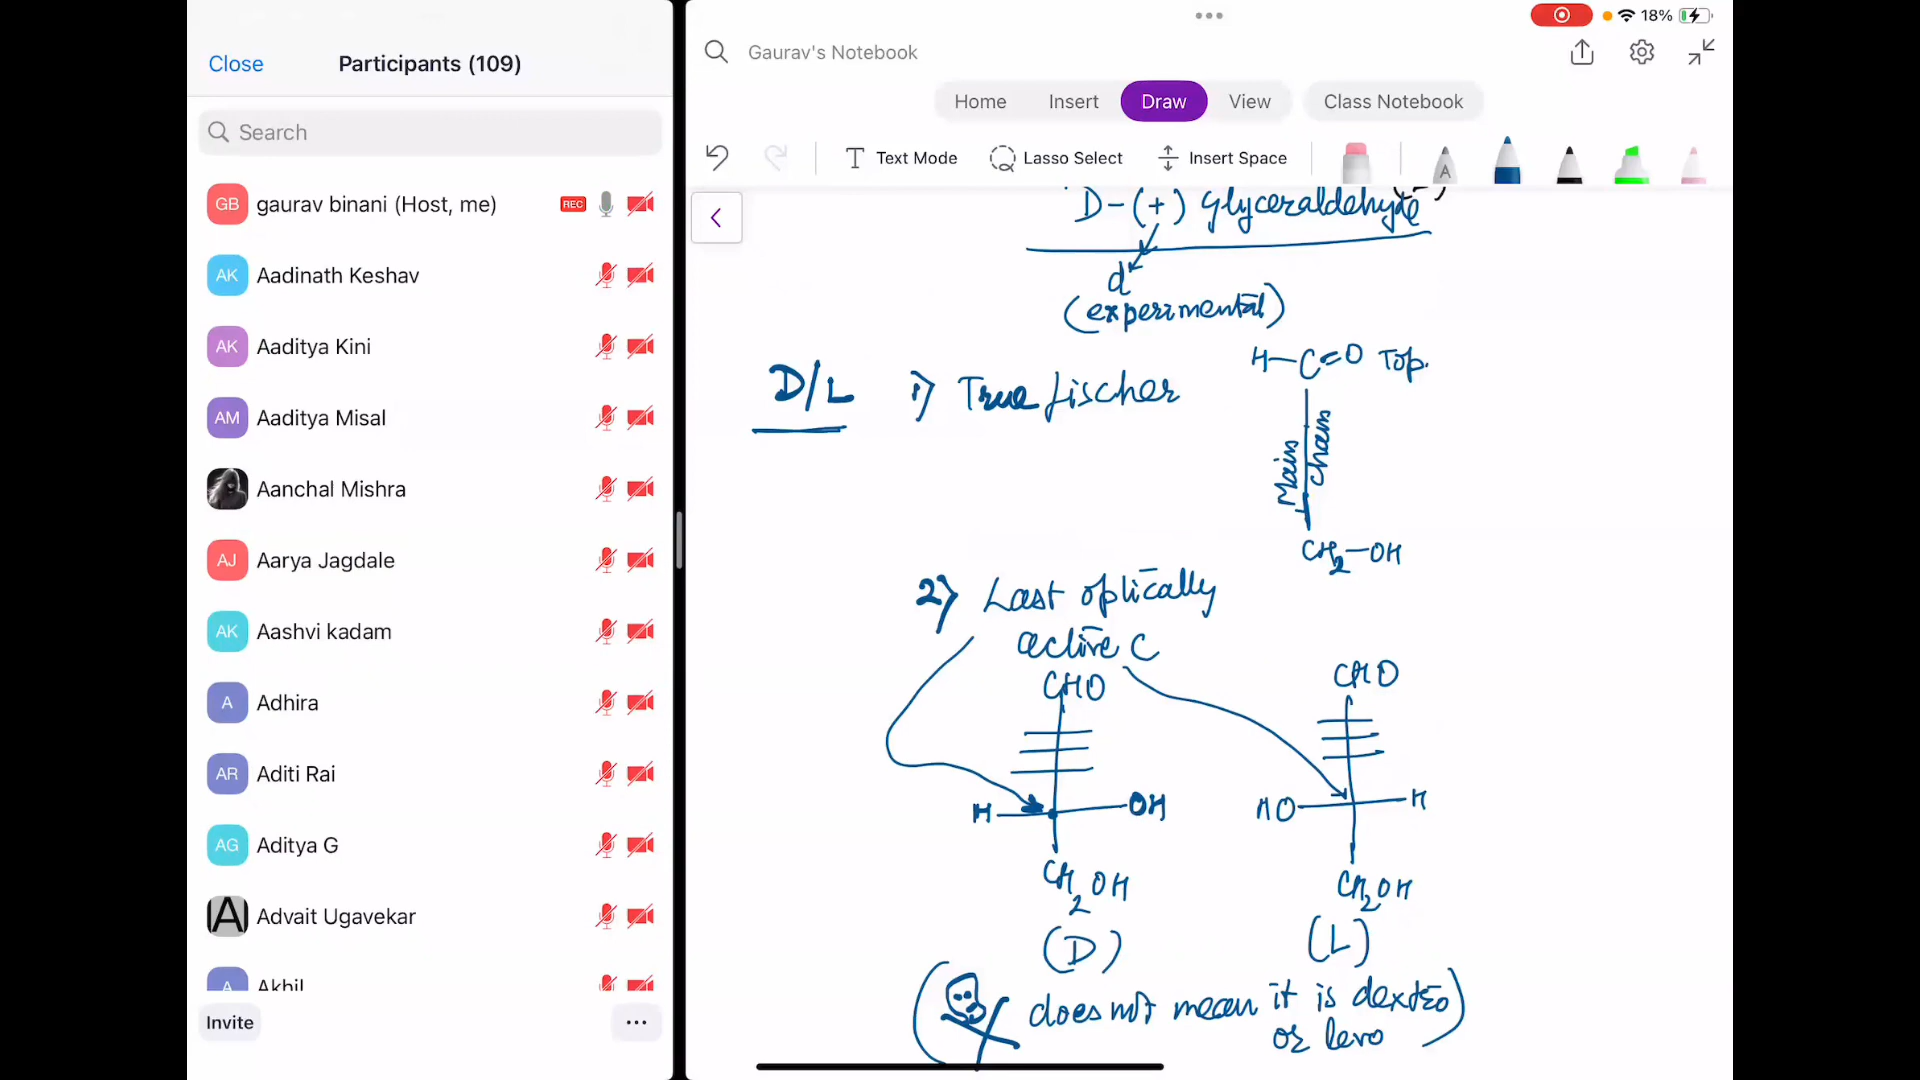 18%
Close
Participants (109)
Search
GB
gaurav binani (Host, me)
REC
AK
Aadinath Keshav
AK
Aaditya Kini
AM
Aaditya Misal
Aanchal Mishra
AJ
Aarya Jagdale
AK
Aashvi kadam
A
Adhira
AR
Aditi Rai
AG
Aditya G
A
Advait Ugavekar
A
Akhil
Invite
Gaurav's Notebook
Home Insert Draw View Class Notebook
Text Mode Lasso Select Insert Space
A
D-(+) Glyceraldehyde
d
(experimental)
D/L 1) True fischer
H-C=O Top.
Main
chain
CH2-OH
2) Last optically
active C
CHO CHO
H OH HO H
CH2OH CH2OH
(D) (L)
(does not mean it is dextro
or levo)